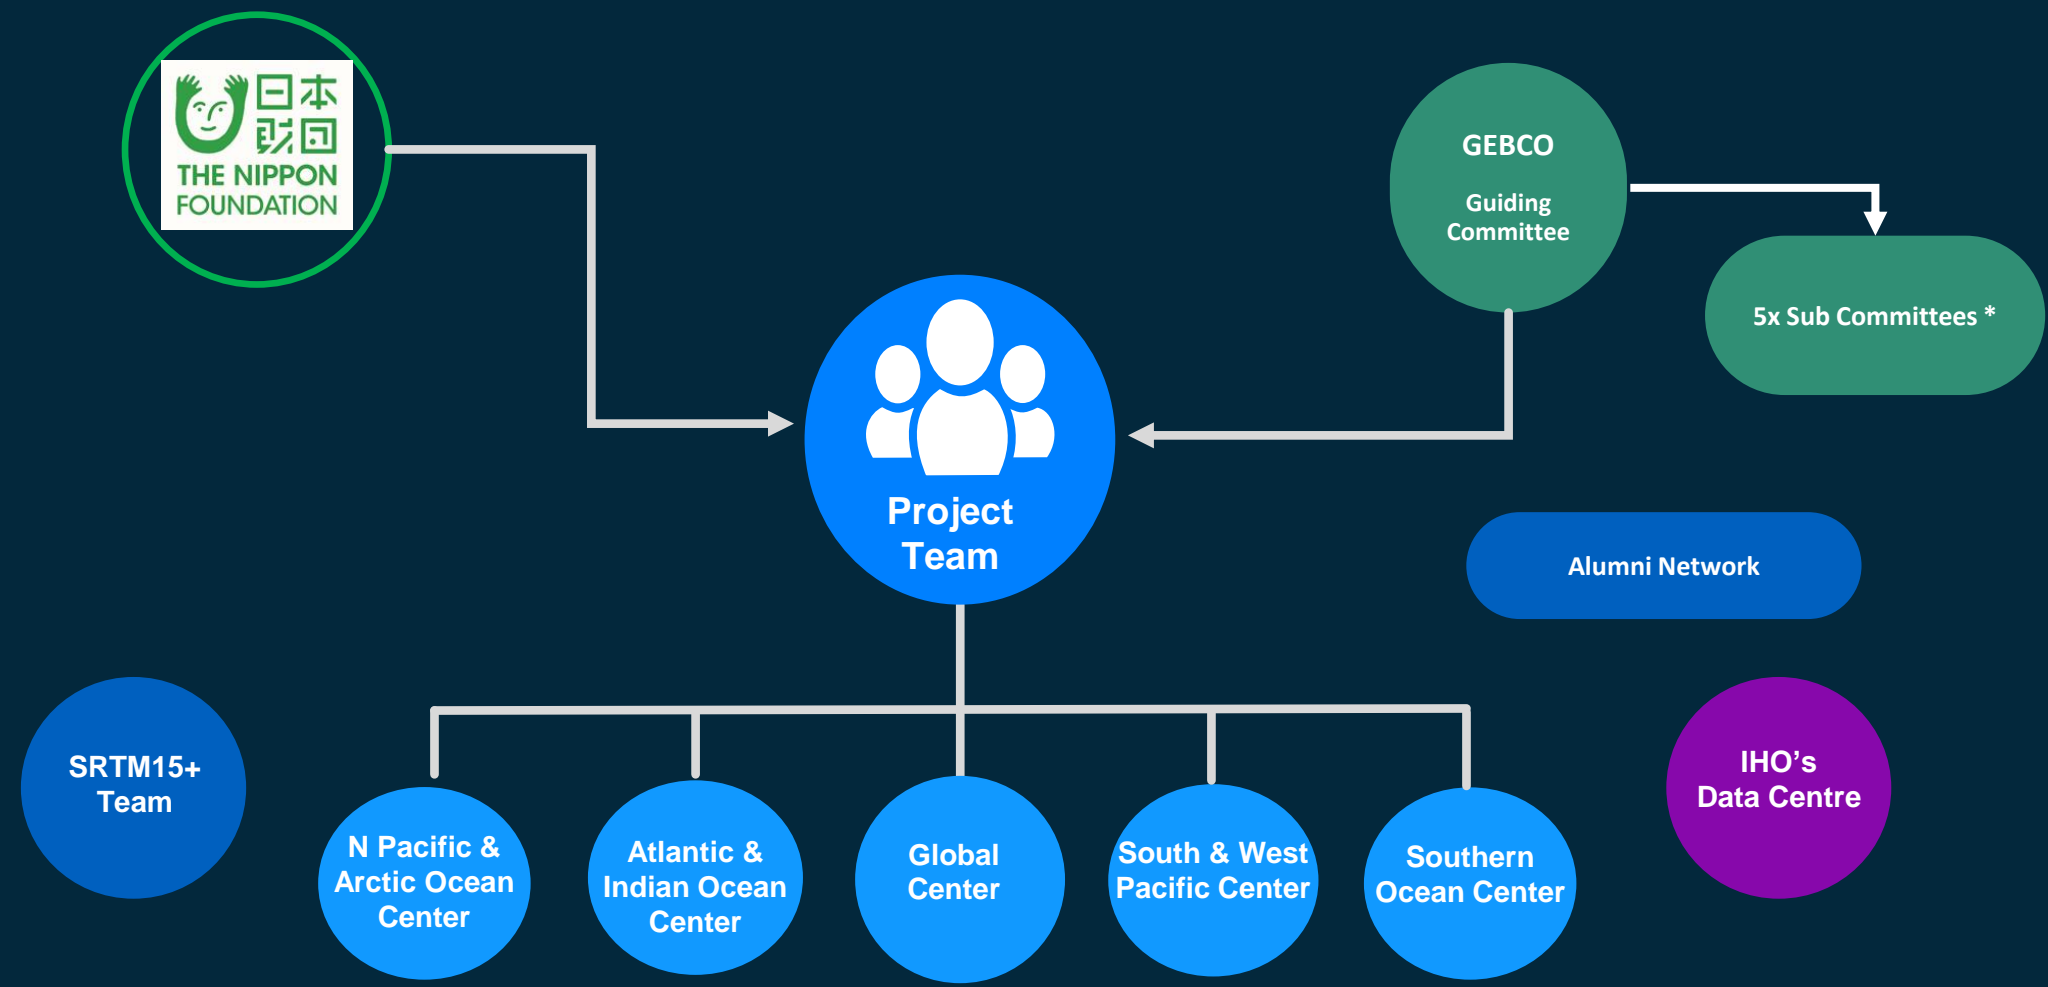 日本
財団
THE NIPPON
FOUNDATION
GEBCO
Guiding
Committee
5x Sub Committees *
Project
Team
Alumni Network
SRTM15+
Team
IHO’s
Data Centre
N Pacific &
Arctic Ocean
Center
Atlantic &
Indian Ocean
Center
Global
Center
South & West
Pacific Center
Southern
Ocean Center